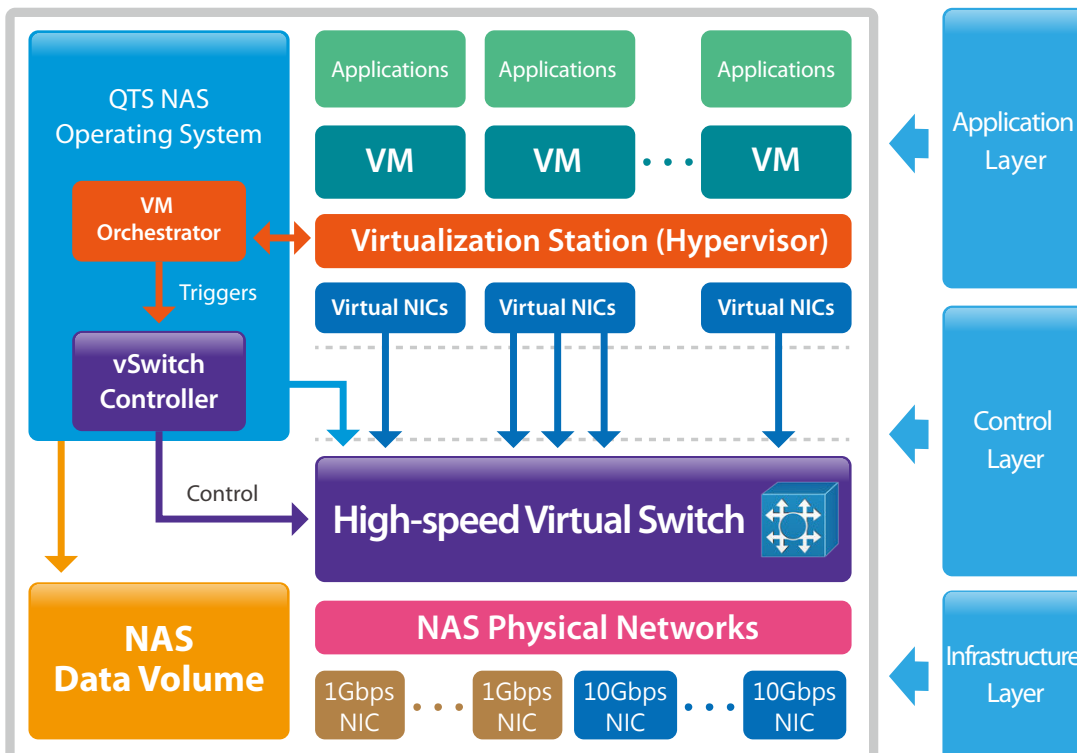 QTS NAS
Operating System
VM
Orchestrator
Triggers
vSwitch
Controller
Control
NAS
Data Volume
Applications
Applications
Applications
VM
VM
VM
Virtualization Station (Hypervisor)
Virtual NICs
Virtual NICs
Virtual NICs
High-speed Virtual Switch
NAS Physical Networks
1Gbps
NIC
1Gbps
NIC
10Gbps
NIC
10Gbps
NIC
Application
Layer
Control
Layer
Infrastructure
Layer